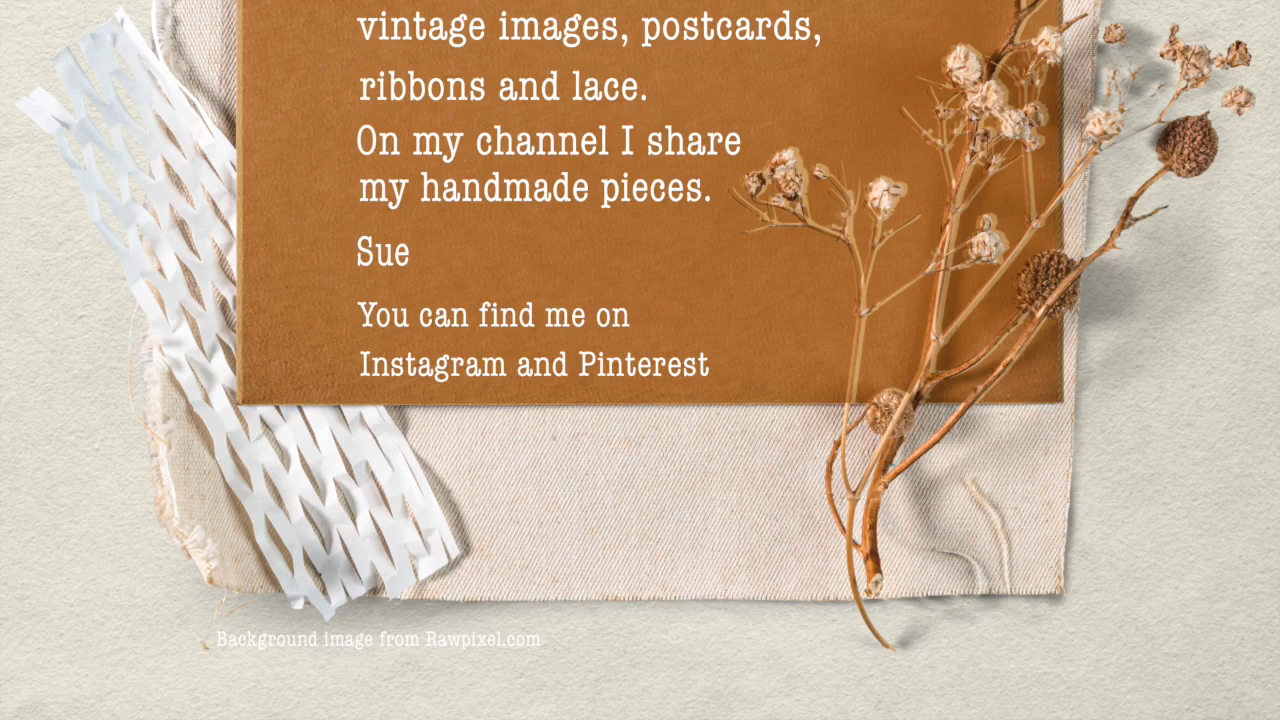 vintage images, postcards,
ribbons and lace.
On my channel I share
my handmade pieces.
Sue
You can find me on
Instagram and Pinterest
Background image from Rawpixel.com